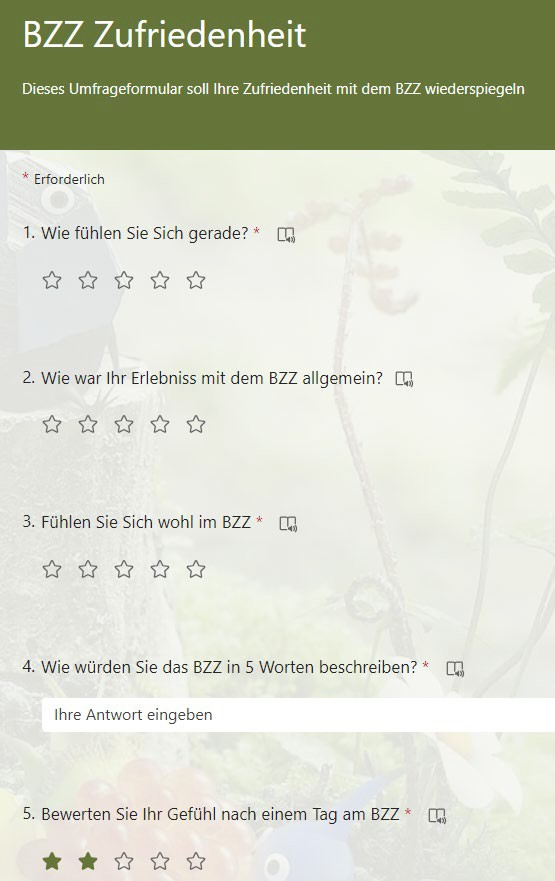 BZZ Zufriedenheit
Dieses Umfrageformular soll Ihre Zufriedenheit mit dem BZZ wiederspiegeln
* Erforderlich
1. Wie fühlen Sie Sich gerade? *
2. Wie war Ihr Erlebniss mit dem BZZ allgemein?
3. Fühlen Sie Sich wohl im BZZ *
4. Wie würden Sie das BZZ in 5 Worten beschreiben? *
Ihre Antwort eingeben
5. Bewerten Sie Ihr Gefühl nach einem Tag am BZZ *